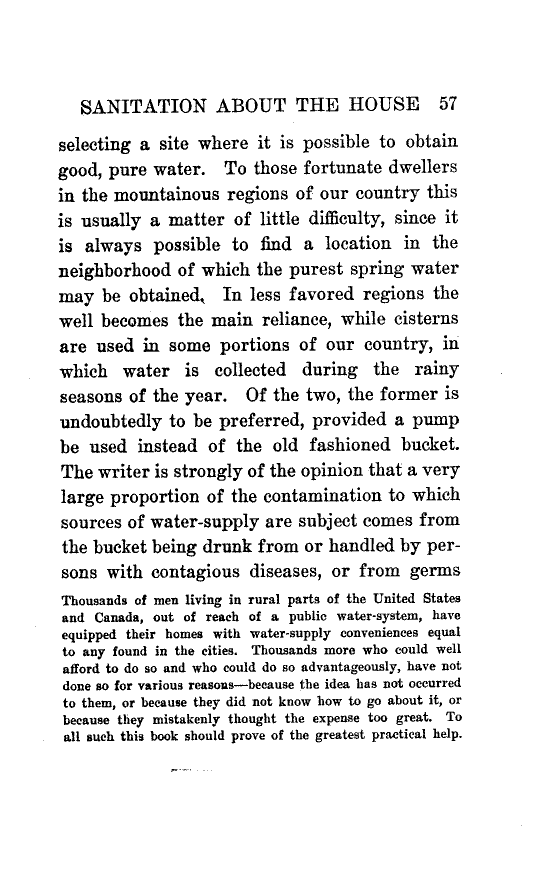 SANITATION ABOUT THE HOUSE 57
selecting a site where it is possible to obtain
good, pure water. To those fortunate dwellers
in the mountainous regions of our country this
is usually a matter of little difficulty, since it
is always possible to find a location in the
neighborhood of which the purest spring water
may be obtained. In less favored regions the
well becomes the main reliance, while cisterns
are used in some portions of our country, in
which water is collected during the rainy
seasons of the year. Of the two, the former is
undoubtedly to be preferred, provided a pump
be used instead of the old fashioned bucket.
The writer is strongly of the opinion that a very
large proportion of the contamination to which
sources of water-supply are subject comes from
the bucket being drunk from or handled by per-
sons with contagious diseases, or from germs
Thousands of men living in rural parts of the United States
and Canada, out of reach of a public water-system, have
equipped their homes with water-supply conveniences equal
to any found in the cities. Thousands more who could well
afford to do so and who could do so advantageously, have not
done so for various reasons—because the idea has not occurred
to them, or because they did not know how to go about it, or
because they mistakenly thought the expense too great. To
all such this book should prove of the greatest practical help.